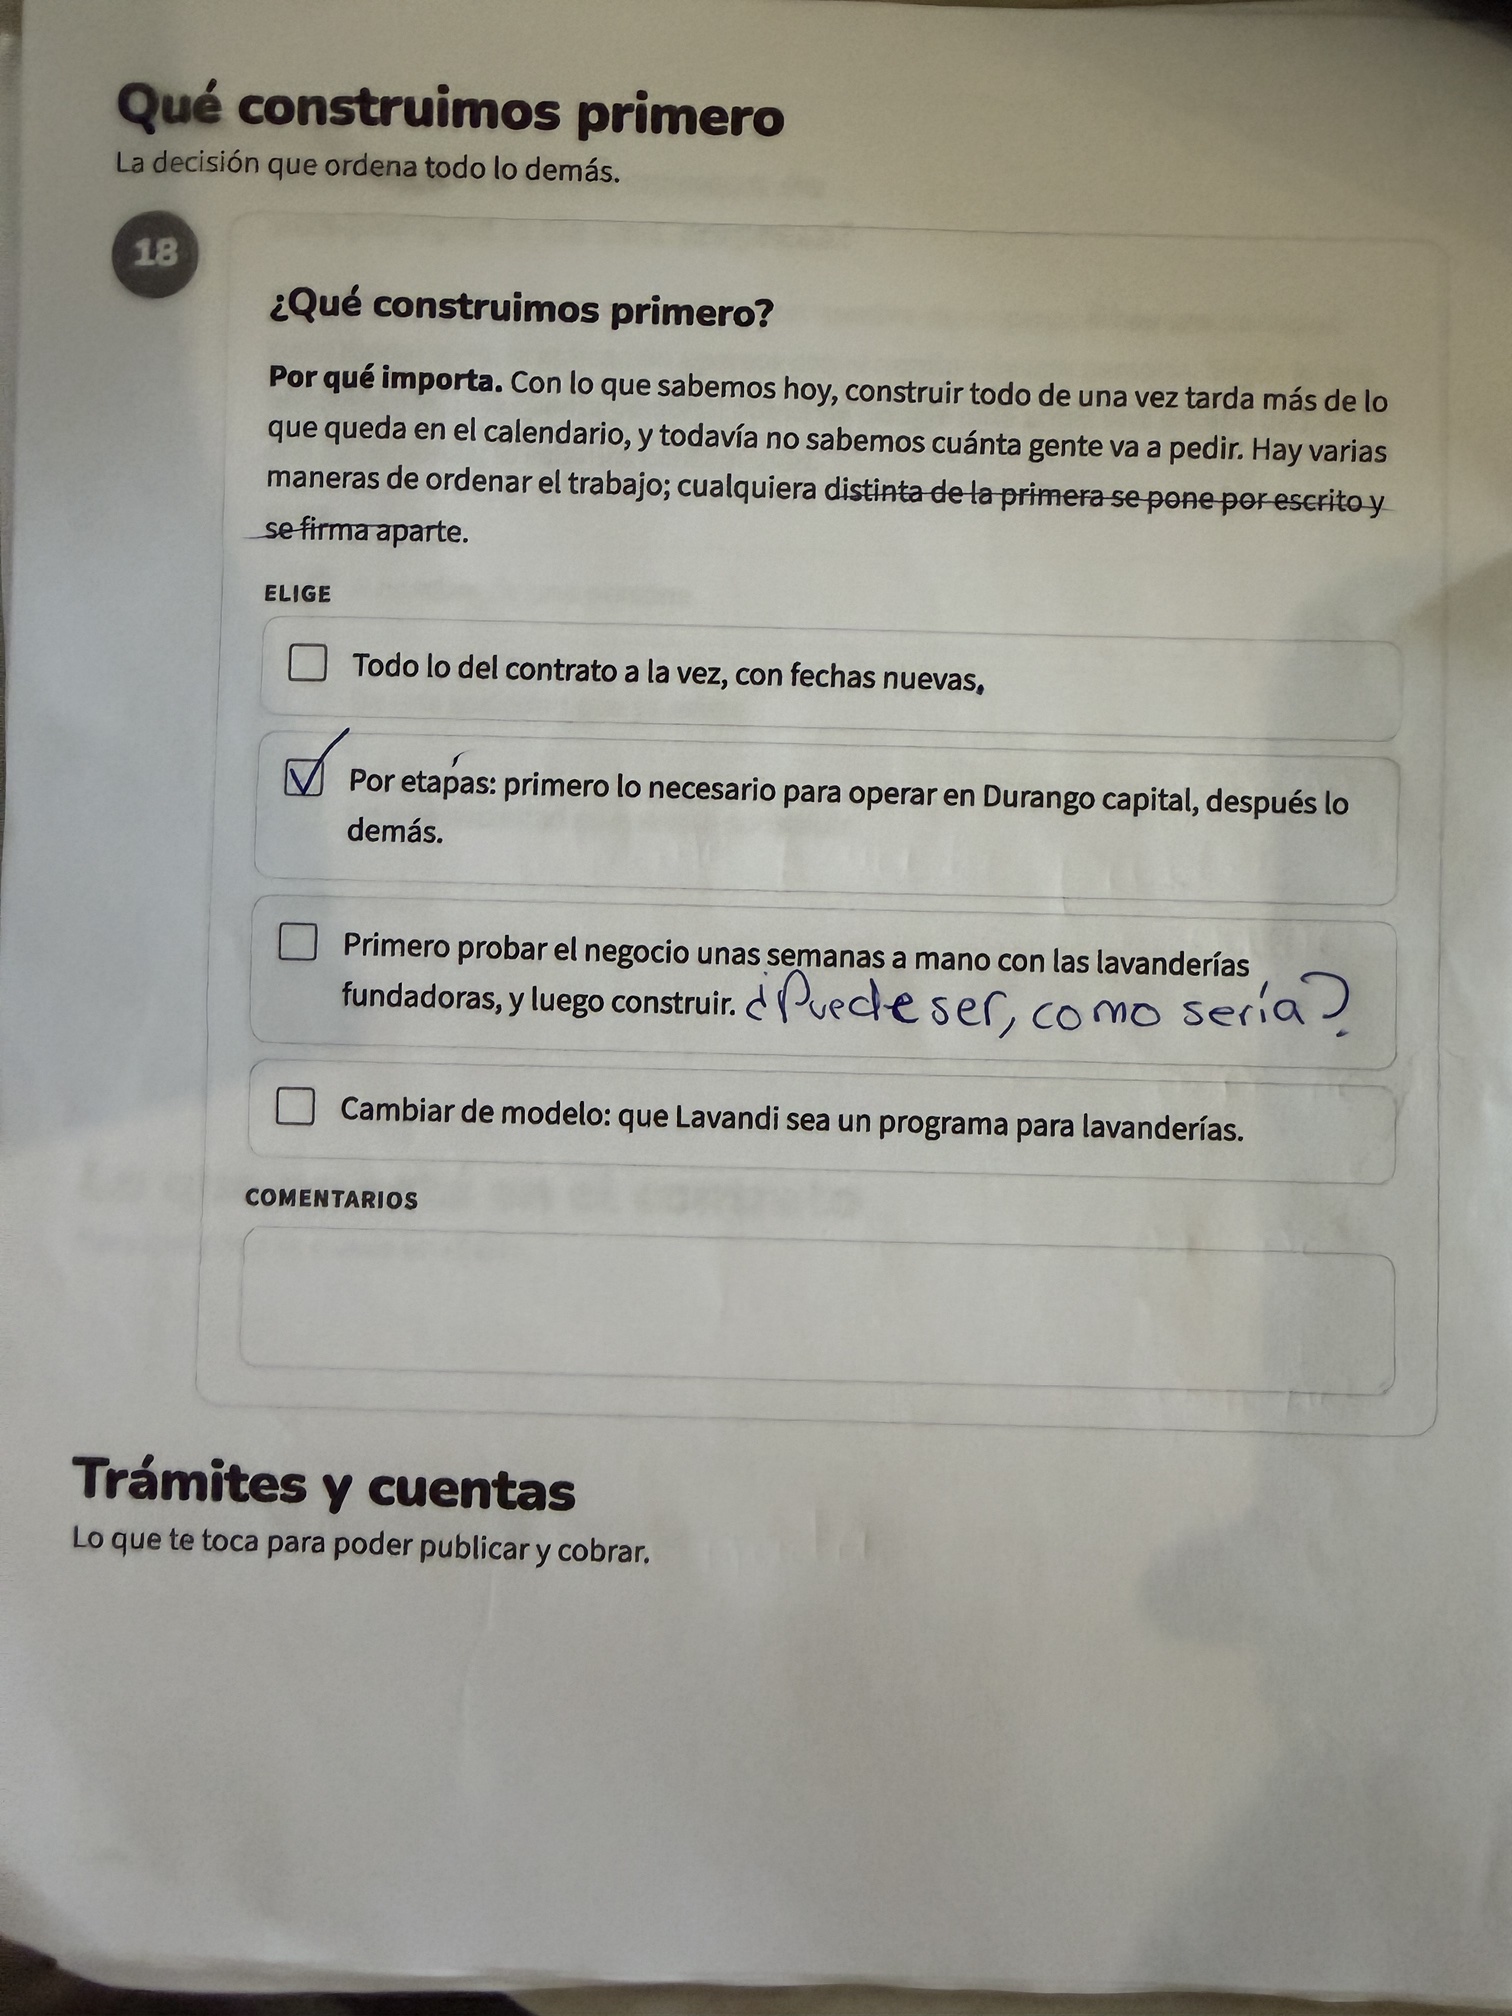 Qué construimos primero
La decisión que ordena todo lo demás.
18
¿Qué construimos primero?
Por qué importa. Con lo que sabemos hoy, construir todo de una vez tarda más de lo
que queda en el calendario, y todavía no sabemos cuánta gente va a pedir. Hay varias
maneras de ordenar el trabajo; cualquiera distinta de la primera se pone por escrito y
se firma aparte.
ELIGE
Todo lo del contrato a la vez, con fechas nuevas.
Por etapas: primero lo necesario para operar en Durango capital, después lo
demás.
Primero probar el negocio unas semanas a mano con las lavanderías
fundadoras, y luego construir. ¿Puede ser, como sería?
Cambiar de modelo: que Lavandi sea un programa para lavanderías.
COMENTARIOS
Trámites y cuentas
Lo que te toca para poder publicar y cobrar.